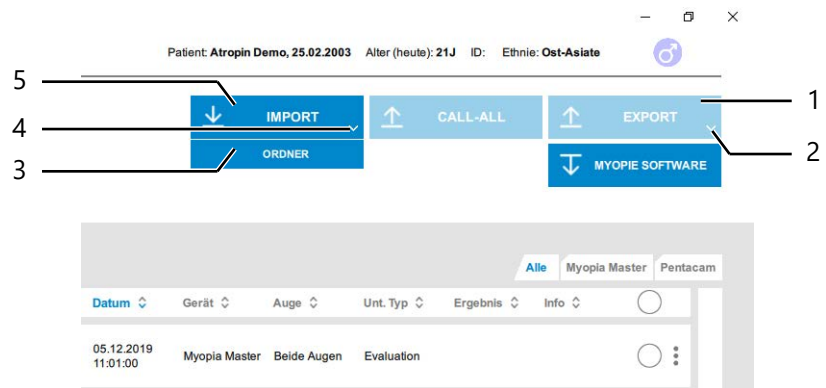 Patient: Atropin Demo, 25.02.2003 Alter (heute): 21J ID: Ethnie: Ost-Asiate
5
1
IMPORT
CALL-ALL
EXPORT
4
2
3
ORDNER
MYOPIE SOFTWARE
Alle Myopia Master Pentacam
Datum Gerät Auge Unt. Typ Ergebnis Info
05.12.2019
11:01:00
Myopia Master Beide Augen Evaluation